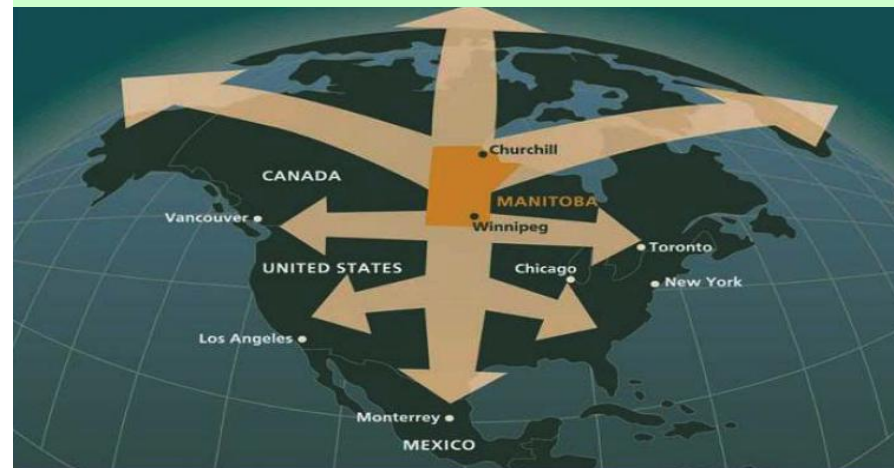 Churchill
CANADA
MANITOBA
Vancouver
Winnipeg
Toronto
UNITED STATES
Chicago
New York
Los Angeles
Monterrey
MEXICO